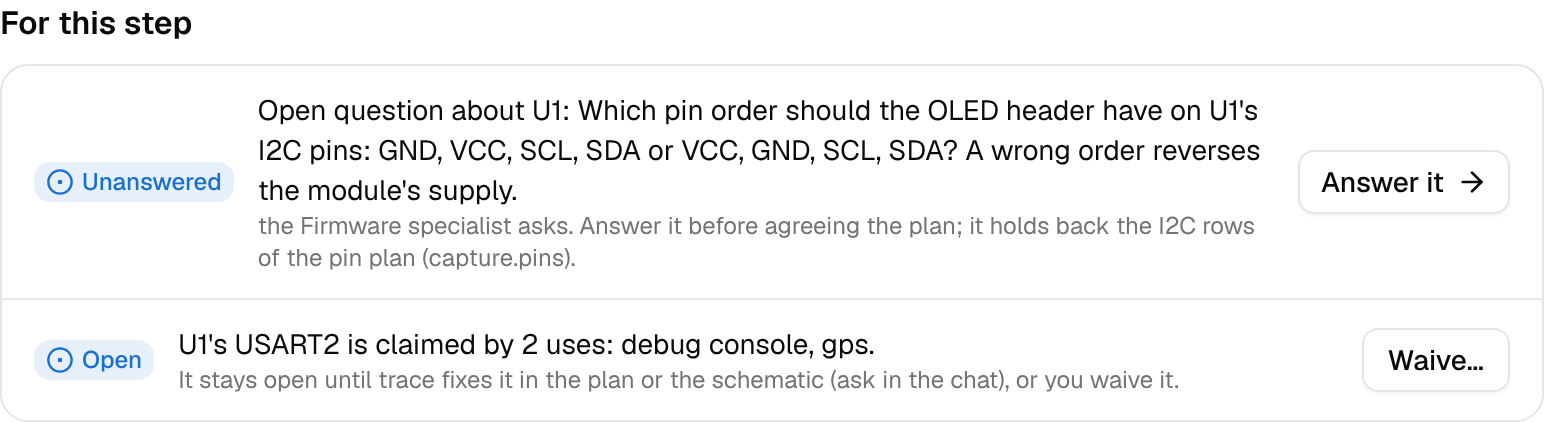 For this step
Unanswered
Open question about U1: Which pin order should the OLED header have on U1's
I2C pins: GND, VCC, SCL, SDA or VCC, GND, SCL, SDA? A wrong order reverses
the module's supply.
the Firmware specialist asks. Answer it before agreeing the plan; it holds back the I2C rows
of the pin plan (capture.pins).
Answer it →
Open
U1's USART2 is claimed by 2 uses: debug console, gps.
It stays open until trace fixes it in the plan or the schematic (ask in the chat), or you waive it.
Waive...